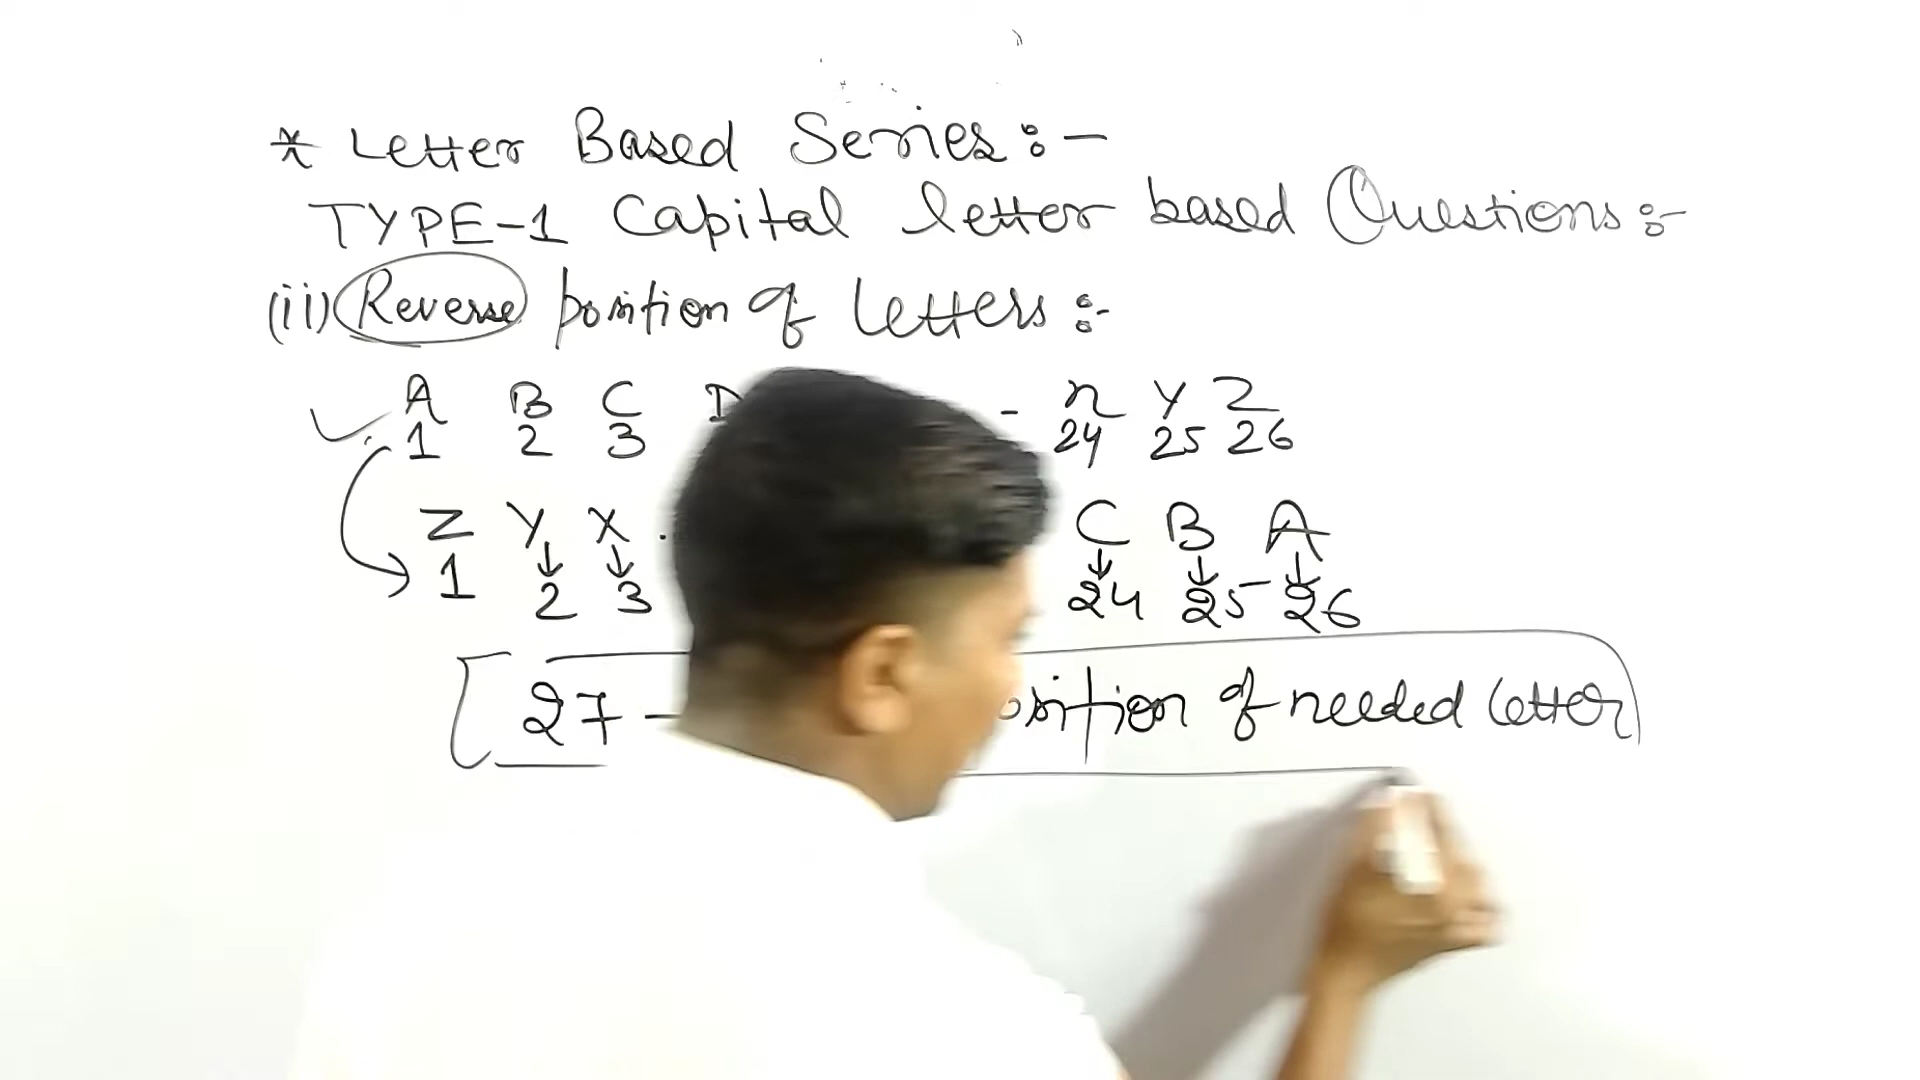 * Letter Based Series :-
TYPE-1 Capital letter based Questions :-
(ii) Reverse position of Letters :-
A B C D - x Y Z
1 2 3 24 25 26
Z Y X . C B A
1 2 3 24 25 26
[ 27 - of needed Letter